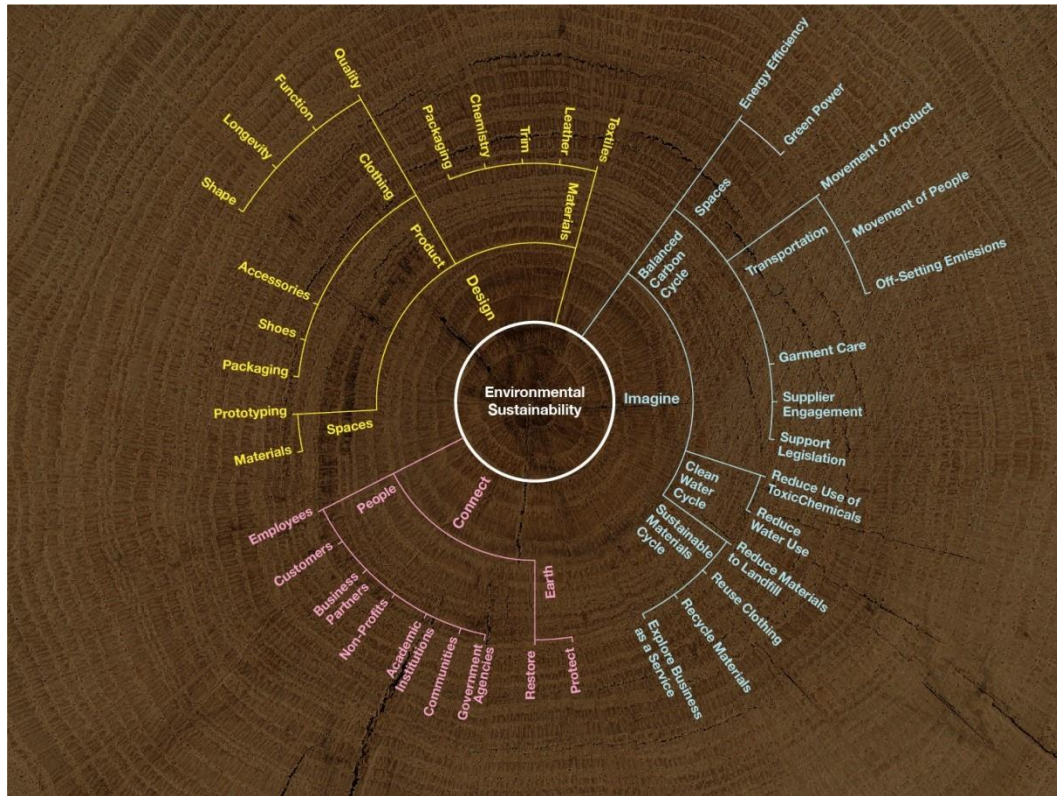 Environmental
Sustainability
Design
Product
Clothing
Quality
Function
Longevity
Shape
Accessories
Shoes
Packaging
Materials
Textiles
Leather
Trim
Chemistry
Packaging
Spaces
Prototyping
Materials
Imagine
Balanced
Carbon
Cycle
Spaces
Energy Efficiency
Green Power
Transportation
Movement of Product
Movement of People
Off-Setting Emissions
Garment Care
Supplier
Engagement
Support
Legislation
Clean
Water
Cycle
Reduce Use of
ToxicChemicals
Reduce
Water Use
Sustainable
Materials
Cycle
Reduce Materials
to Landfill
Reuse Clothing
Recycle Materials
Explore Business
as a Service
Connect
People
Employees
Customers
Business
Partners
Non-Profits
Academic
Institutions
Communities
Government
Agencies
Earth
Restore
Protect